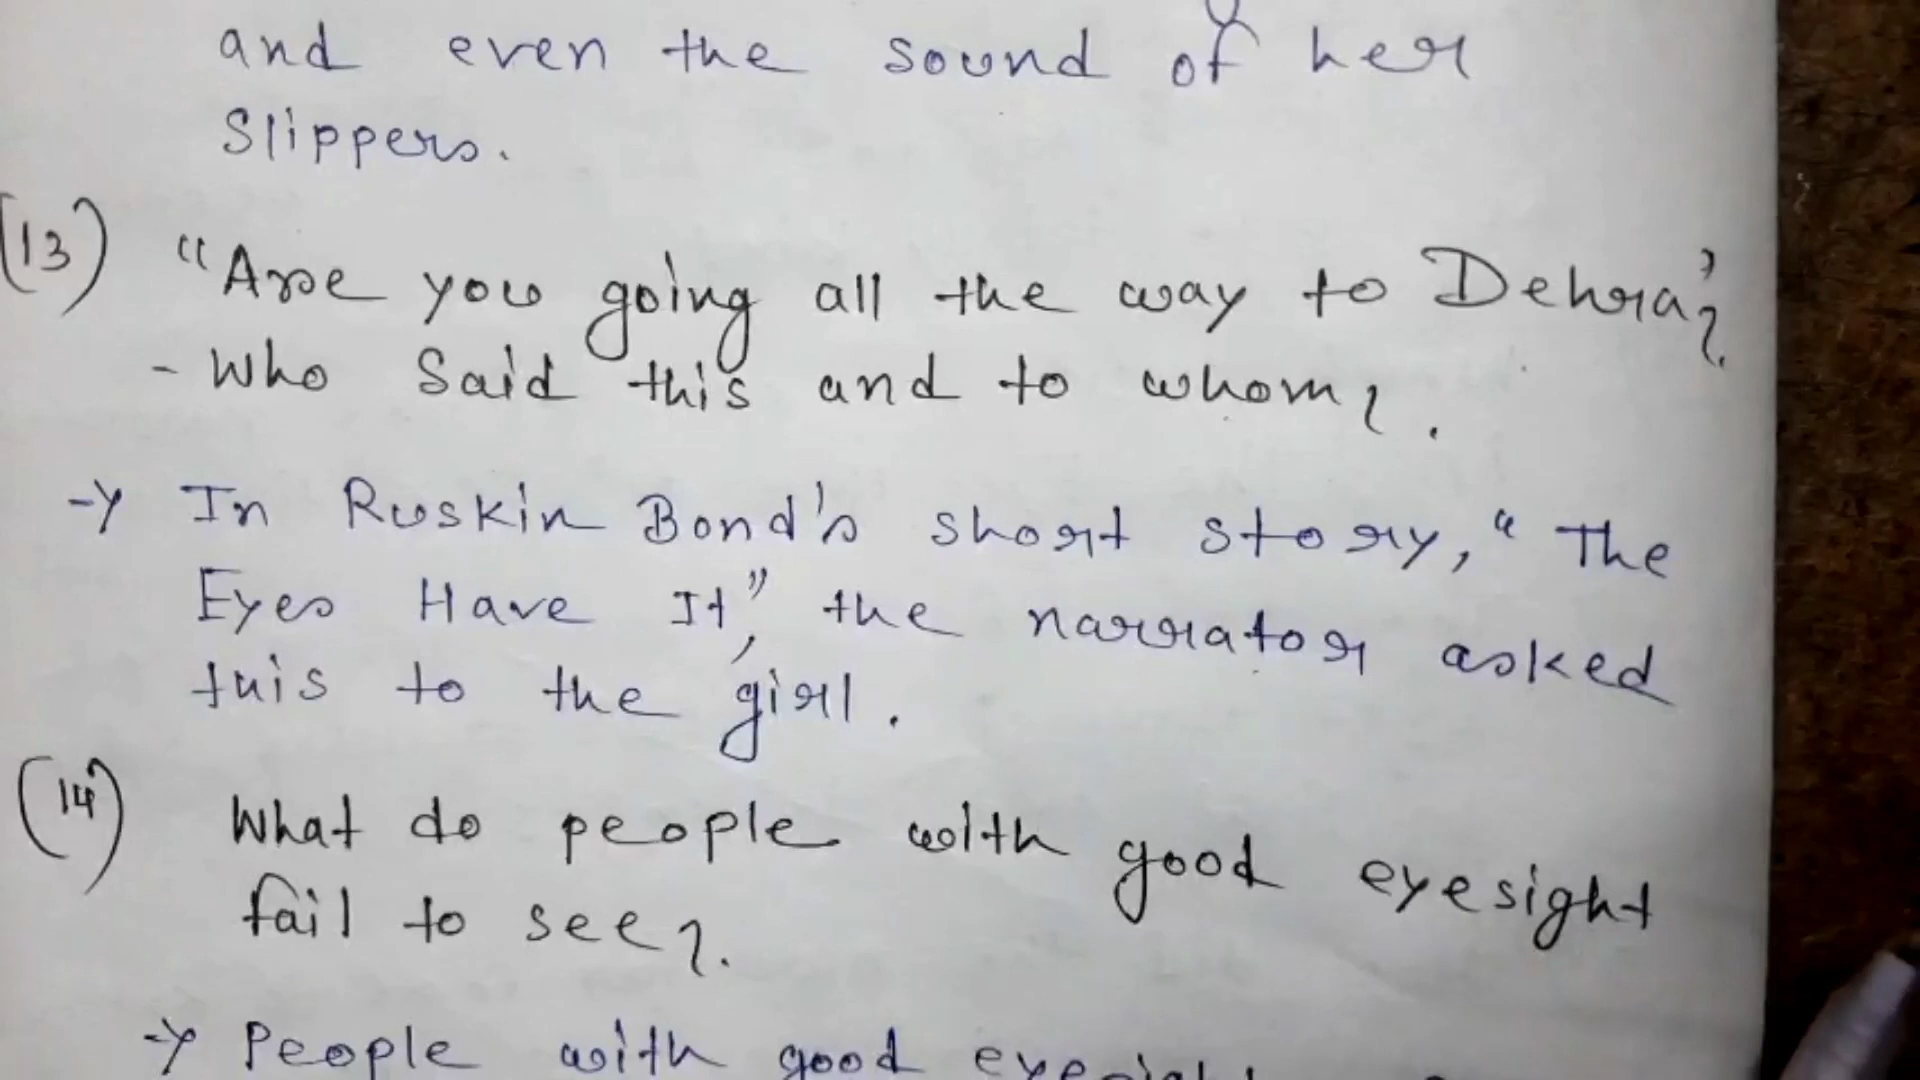 and even the sound of her
Slippers.
(13) "Are you going all the way to Dehra"?
- Who Said this and to whom?.
→ In Ruskin Bond's short story, "The
Eyes Have It", the narrator asked
this to the girl.
(14) What do people with good eyesight
fail to see?.
→ People with good